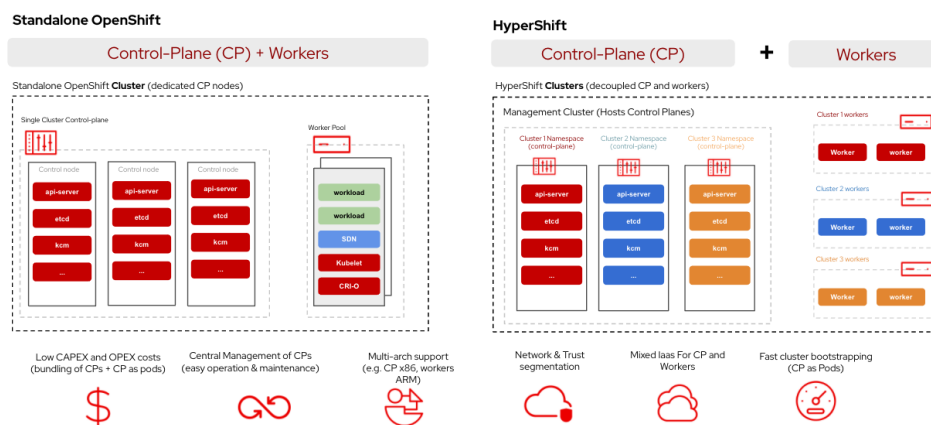 Standalone OpenShift
Control-Plane (CP) + Workers
Standalone OpenShift Cluster (dedicated CP nodes)
Single Cluster Control-plane
Control node
api-server
etcd
kcm
...
Control node
api-server
etcd
kcm
...
Control node
api-server
etcd
kcm
...
Worker Pool
workload
workload
SDN
Kubelet
CRI-O
HyperShift
Control-Plane (CP)
+
Workers
HyperShift Clusters (decoupled CP and workers)
Management Cluster (Hosts Control Planes)
Cluster 1 Namespace
(control-plane)
api-server
etcd
kcm
...
Cluster 2 Namespace
(control-plane)
api-server
etcd
kcm
...
Cluster 3 Namespace
(control-plane)
api-server
etcd
kcm
...
Cluster 1 workers
Worker
worker
Cluster 2 workers
Worker
worker
Cluster 3 workers
Worker
worker
Low CAPEX and OPEX costs
(bundling of CPs + CP as pods)
Central Management of CPs
(easy operation & maintenance)
Multi-arch support
(e.g. CP x86, workers
ARM)
Network & Trust
segmentation
Mixed Iaas For CP and
Workers
Fast cluster bootstrapping
(CP as Pods)